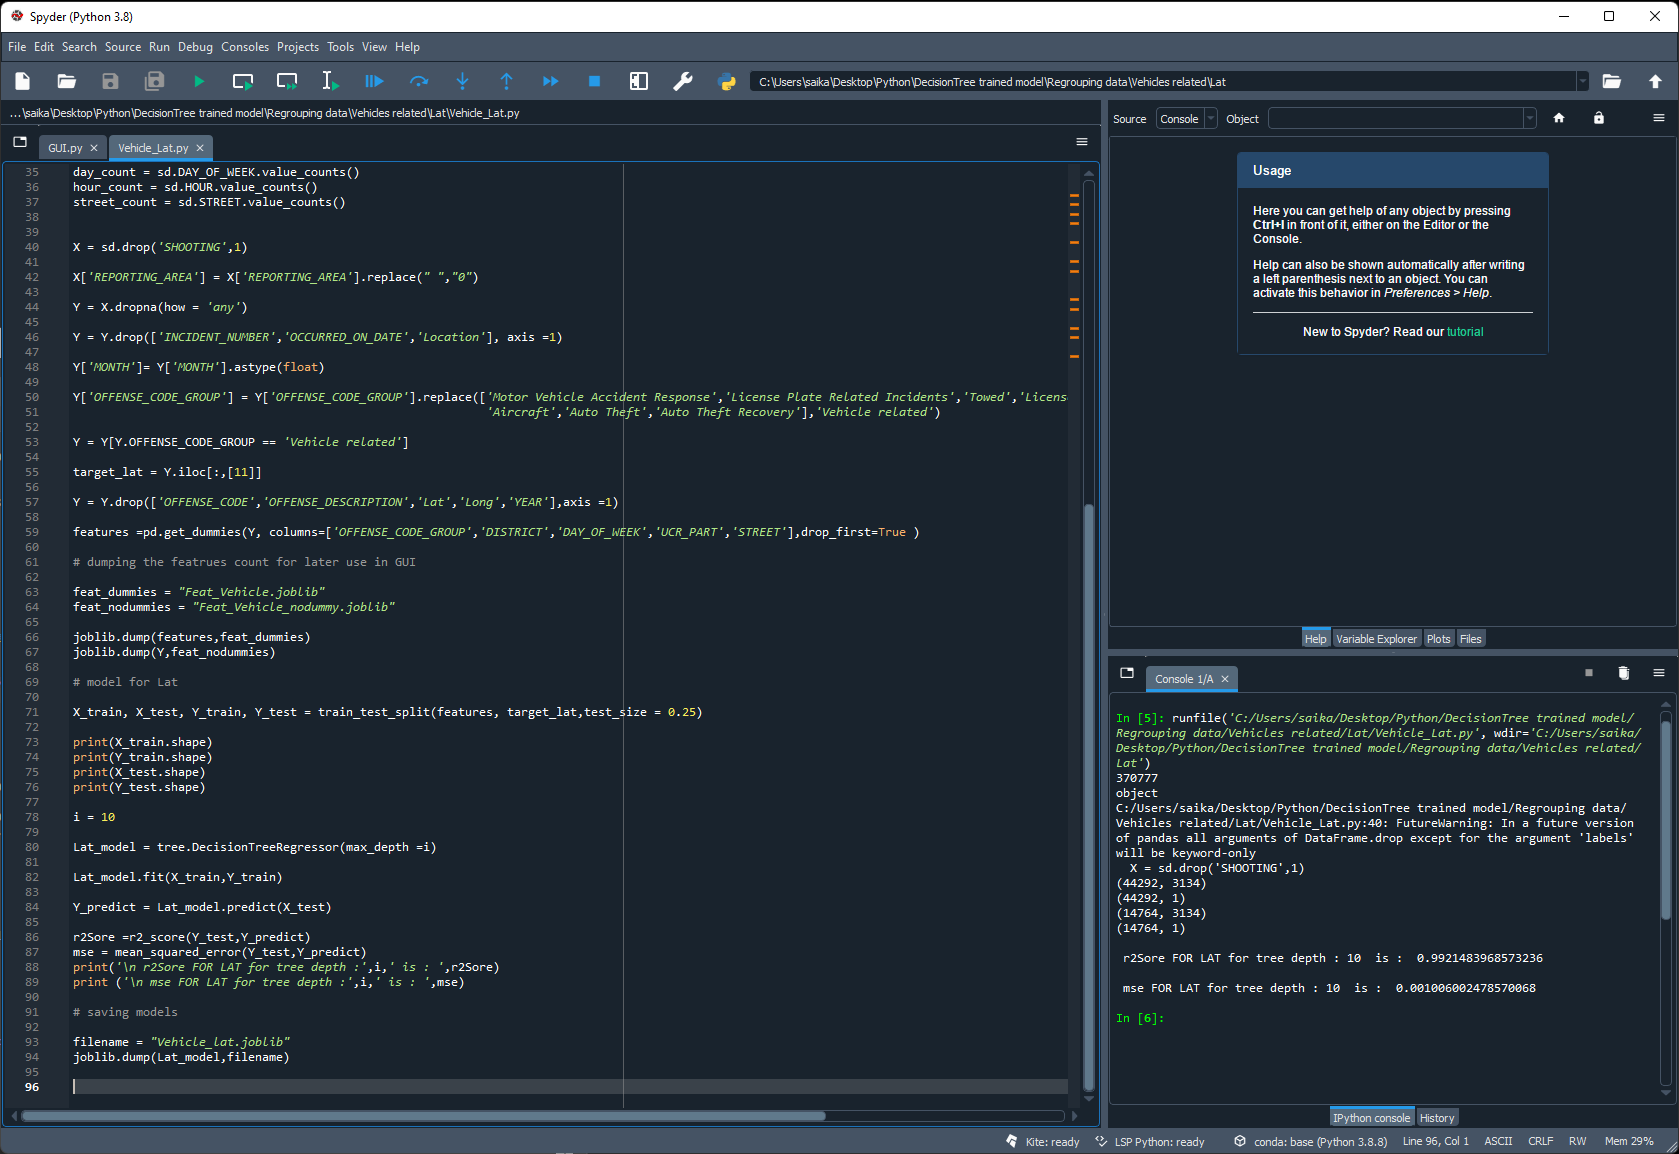 Spyder (Python 3.8)
File Edit Search Source Run Debug Consoles Projects Tools View Help
C:\Users\saika\Desktop\Python\DecisionTree trained model\Regrouping data\Vehicles related\Lat
...\saika\Desktop\Python\DecisionTree trained model\Regrouping data\Vehicles related\Lat\Vehicle_Lat.py
GUI.py Vehicle_Lat.py
35 day_count = sd.DAY_OF_WEEK.value_counts()
36 hour_count = sd.HOUR.value_counts()
37 street_count = sd.STREET.value_counts()
38
39
40 X = sd.drop('SHOOTING',1)
41
42 X['REPORTING_AREA'] = X['REPORTING_AREA'].replace(" ","0")
43
44 Y = X.dropna(how = 'any')
45
46 Y = Y.drop(['INCIDENT_NUMBER','OCCURRED_ON_DATE','Location'], axis =1)
47
48 Y['MONTH']= Y['MONTH'].astype(float)
49
50 Y['OFFENSE_CODE_GROUP'] = Y['OFFENSE_CODE_GROUP'].replace(['Motor Vehicle Accident Response','License Plate Related Incidents','Towed','Licens
51 'Aircraft','Auto Theft','Auto Theft Recovery'],'Vehicle related')
52
53 Y = Y[Y.OFFENSE_CODE_GROUP == 'Vehicle related']
54
55 target_lat = Y.iloc[:,[11]]
56
57 Y = Y.drop(['OFFENSE_CODE','OFFENSE_DESCRIPTION','Lat','Long','YEAR'],axis =1)
58
59 features =pd.get_dummies(Y, columns=['OFFENSE_CODE_GROUP','DISTRICT','DAY_OF_WEEK','UCR_PART','STREET'],drop_first=True )
60
61 # dumping the featrues count for later use in GUI
62
63 feat_dummies = "Feat_Vehicle.joblib"
64 feat_nodummies = "Feat_Vehicle_nodummy.joblib"
65
66 joblib.dump(features,feat_dummies)
67 joblib.dump(Y,feat_nodummies)
68
69 # model for Lat
70
71 X_train, X_test, Y_train, Y_test = train_test_split(features, target_lat,test_size = 0.25)
72
73 print(X_train.shape)
74 print(Y_train.shape)
75 print(X_test.shape)
76 print(Y_test.shape)
77
78 i = 10
79
80 Lat_model = tree.DecisionTreeRegressor(max_depth =i)
81
82 Lat_model.fit(X_train,Y_train)
83
84 Y_predict = Lat_model.predict(X_test)
85
86 r2Sore =r2_score(Y_test,Y_predict)
87 mse = mean_squared_error(Y_test,Y_predict)
88 print('\n r2Sore FOR LAT for tree depth :',i,' is : ',r2Sore)
89 print ('\n mse FOR LAT for tree depth :',i,' is : ',mse)
90
91 # saving models
92
93 filename = "Vehicle_lat.joblib"
94 joblib.dump(Lat_model,filename)
95
96
Source Console Object
Usage
Here you can get help of any object by pressing
Ctrl+I in front of it, either on the Editor or the
Console.
Help can also be shown automatically after writing
a left parenthesis next to an object. You can
activate this behavior in Preferences > Help.
New to Spyder? Read our tutorial
Help Variable Explorer Plots Files
Console 1/A
In [5]: runfile('C:/Users/saika/Desktop/Python/DecisionTree trained model/
Regrouping data/Vehicles related/Lat/Vehicle_Lat.py', wdir='C:/Users/saika/
Desktop/Python/DecisionTree trained model/Regrouping data/Vehicles related/
Lat')
370777
object
C:/Users/saika/Desktop/Python/DecisionTree trained model/Regrouping data/
Vehicles related/Lat/Vehicle_Lat.py:40: FutureWarning: In a future version
of pandas all arguments of DataFrame.drop except for the argument 'labels'
will be keyword-only
X = sd.drop('SHOOTING',1)
(44292, 3134)
(44292, 1)
(14764, 3134)
(14764, 1)
r2Sore FOR LAT for tree depth : 10 is : 0.9921483968573236
mse FOR LAT for tree depth : 10 is : 0.001006002478570068
In [6]:
IPython console History
Kite: ready LSP Python: ready conda: base (Python 3.8.8) Line 96, Col 1 ASCII CRLF RW Mem 29%